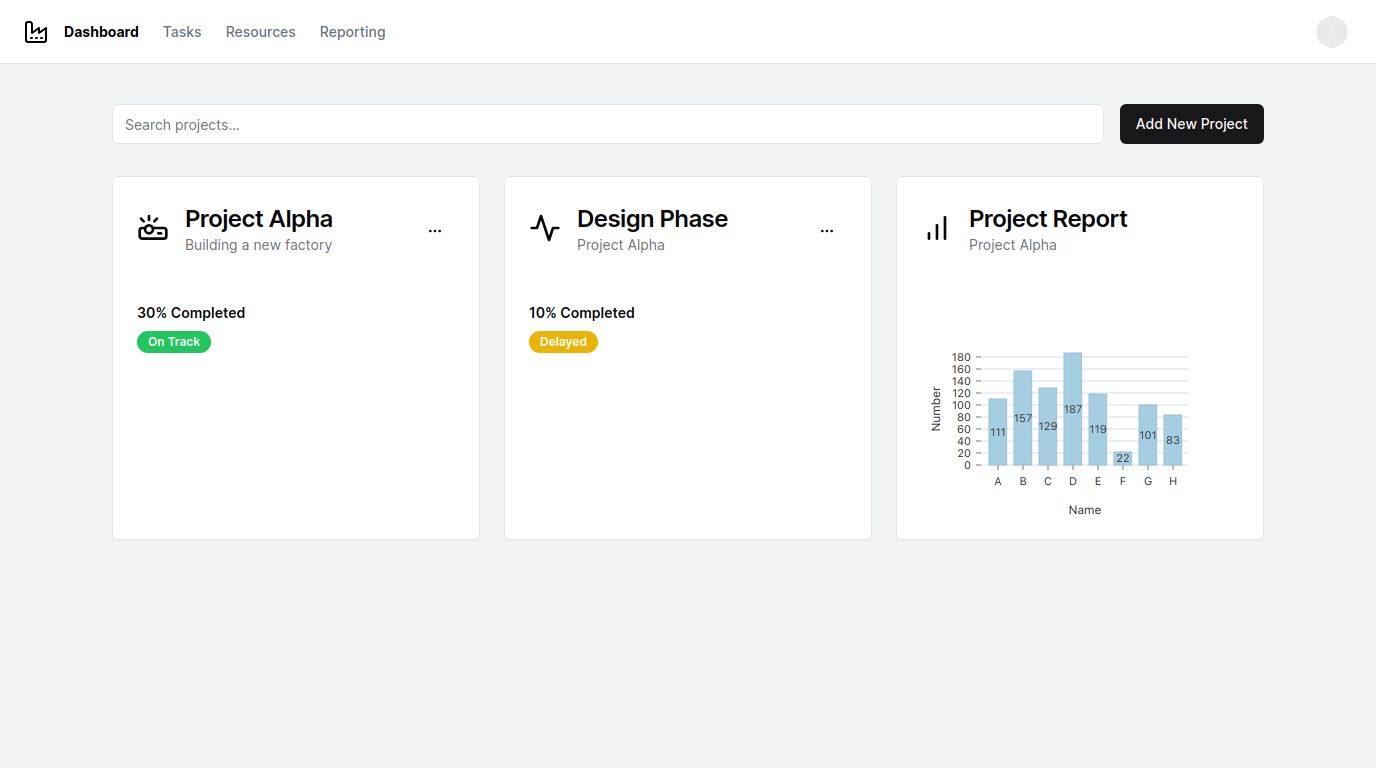 Dashboard Tasks Resources Reporting
Search projects...
Add New Project
Project Alpha
Building a new factory
...
30% Completed
On Track
Design Phase
Project Alpha
...
10% Completed
Delayed
Project Report
Project Alpha
Number
180
160
140
120
100
80
60
40
20
0
111 157 129 187 119 22 101 83
A B C D E F G H
Name